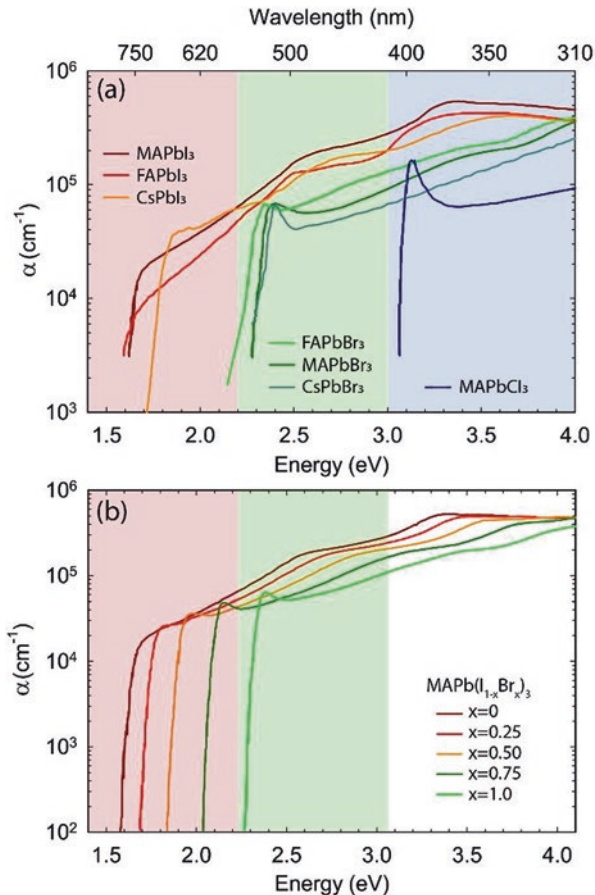 Wavelength (nm)
750 620 500 400 350 310
10⁶
(a)
MAPbI₃
FAPbI₃
CsPbI₃
10⁵
α (cm⁻¹)
10⁴
FAPbBr₃
MAPbBr₃
CsPbBr₃
MAPbCl₃
10³
1.5 2.0 2.5 3.0 3.5 4.0
Energy (eV)
10⁶
(b)
10⁵
α(cm⁻¹)
10⁴
MAPb(I₁₋ₓBrₓ)₃
x=0
x=0.25
x=0.50
x=0.75
x=1.0
10³
10²
1.5 2.0 2.5 3.0 3.5 4.0
Energy (eV)